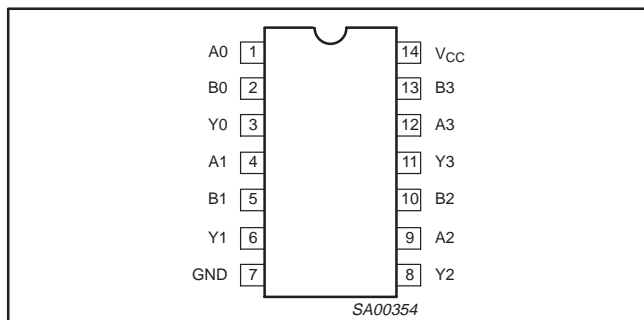 A0 1 14 VCC
B0 2 13 B3
Y0 3 12 A3
A1 4 11 Y3
B1 5 10 B2
Y1 6 9 A2
GND 7 8 Y2
SA00354